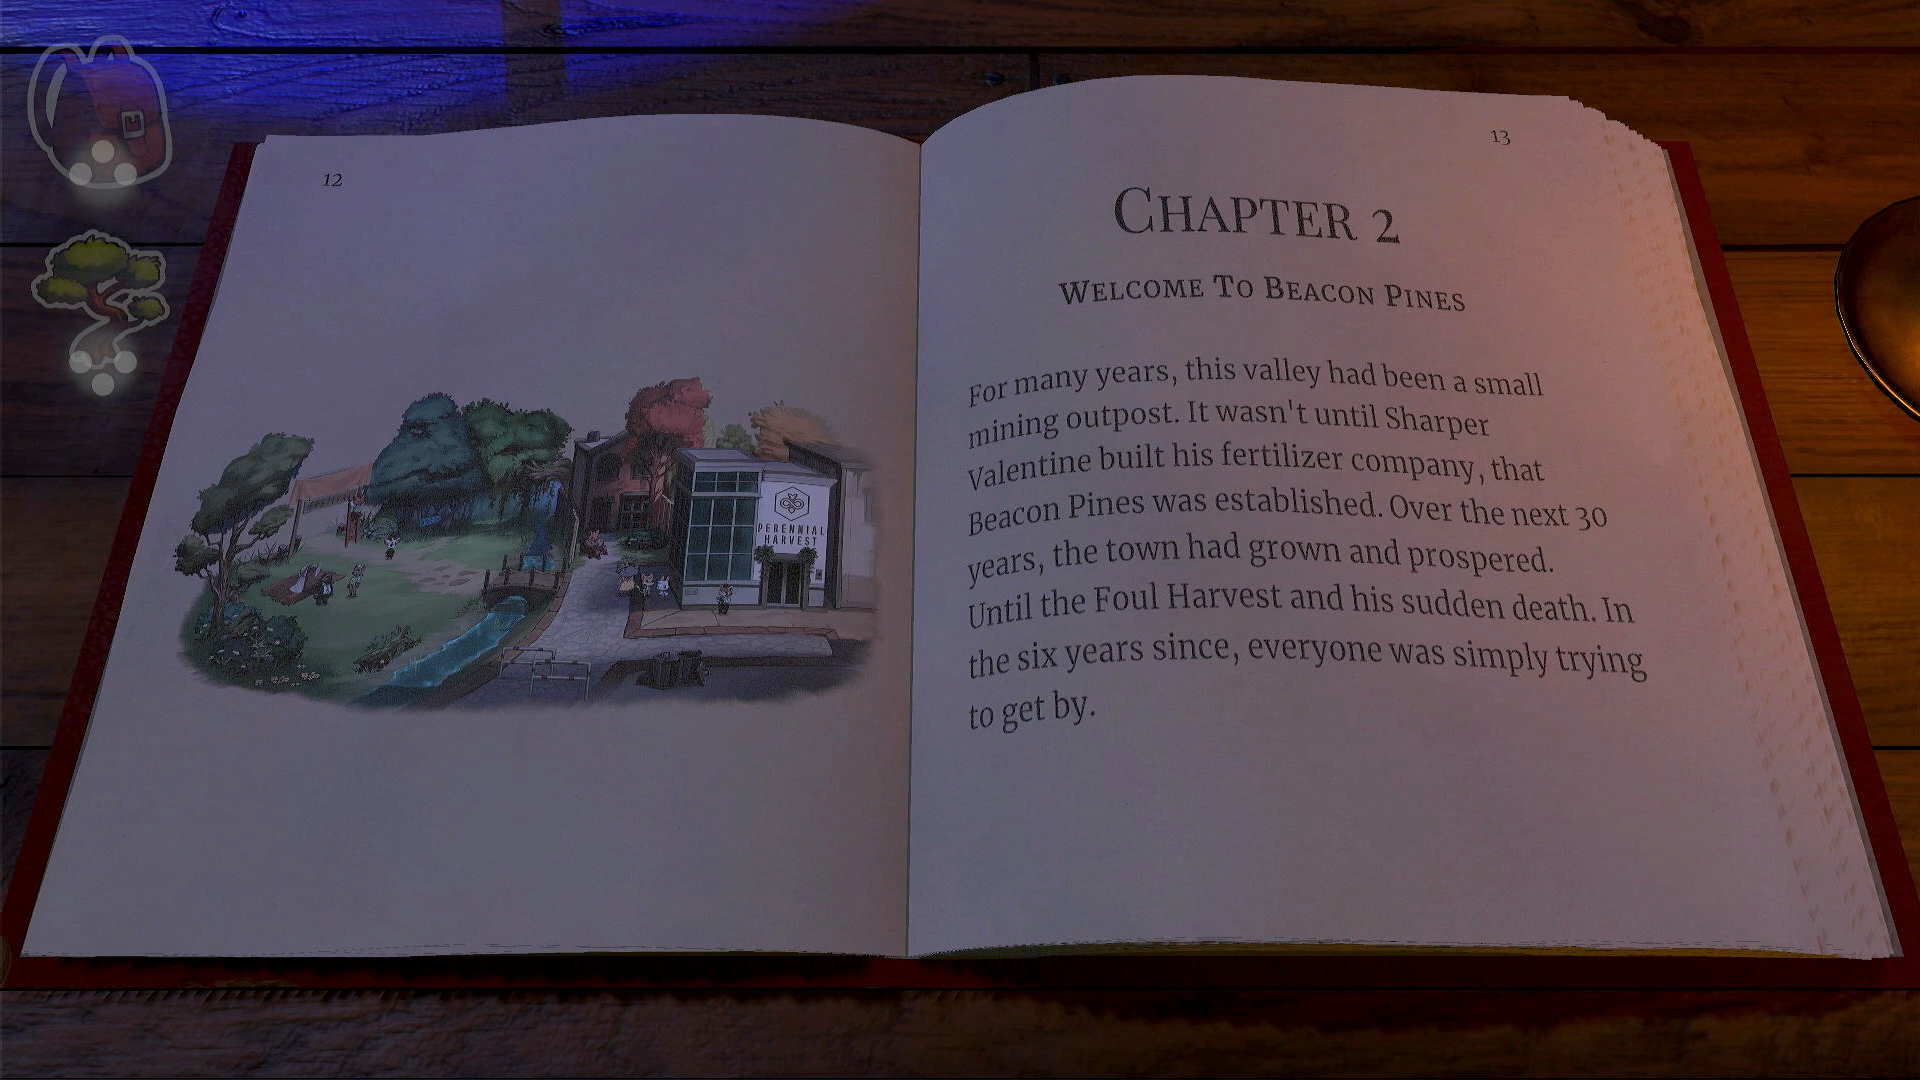 12
PERENNIAL
HARVEST
13
CHAPTER 2
WELCOME TO BEACON PINES
For many years, this valley had been a small
mining outpost. It wasn't until Sharper
Valentine built his fertilizer company, that
Beacon Pines was established. Over the next 30
years, the town had grown and prospered.
Until the Foul Harvest and his sudden death. In
the six years since, everyone was simply trying
to get by.